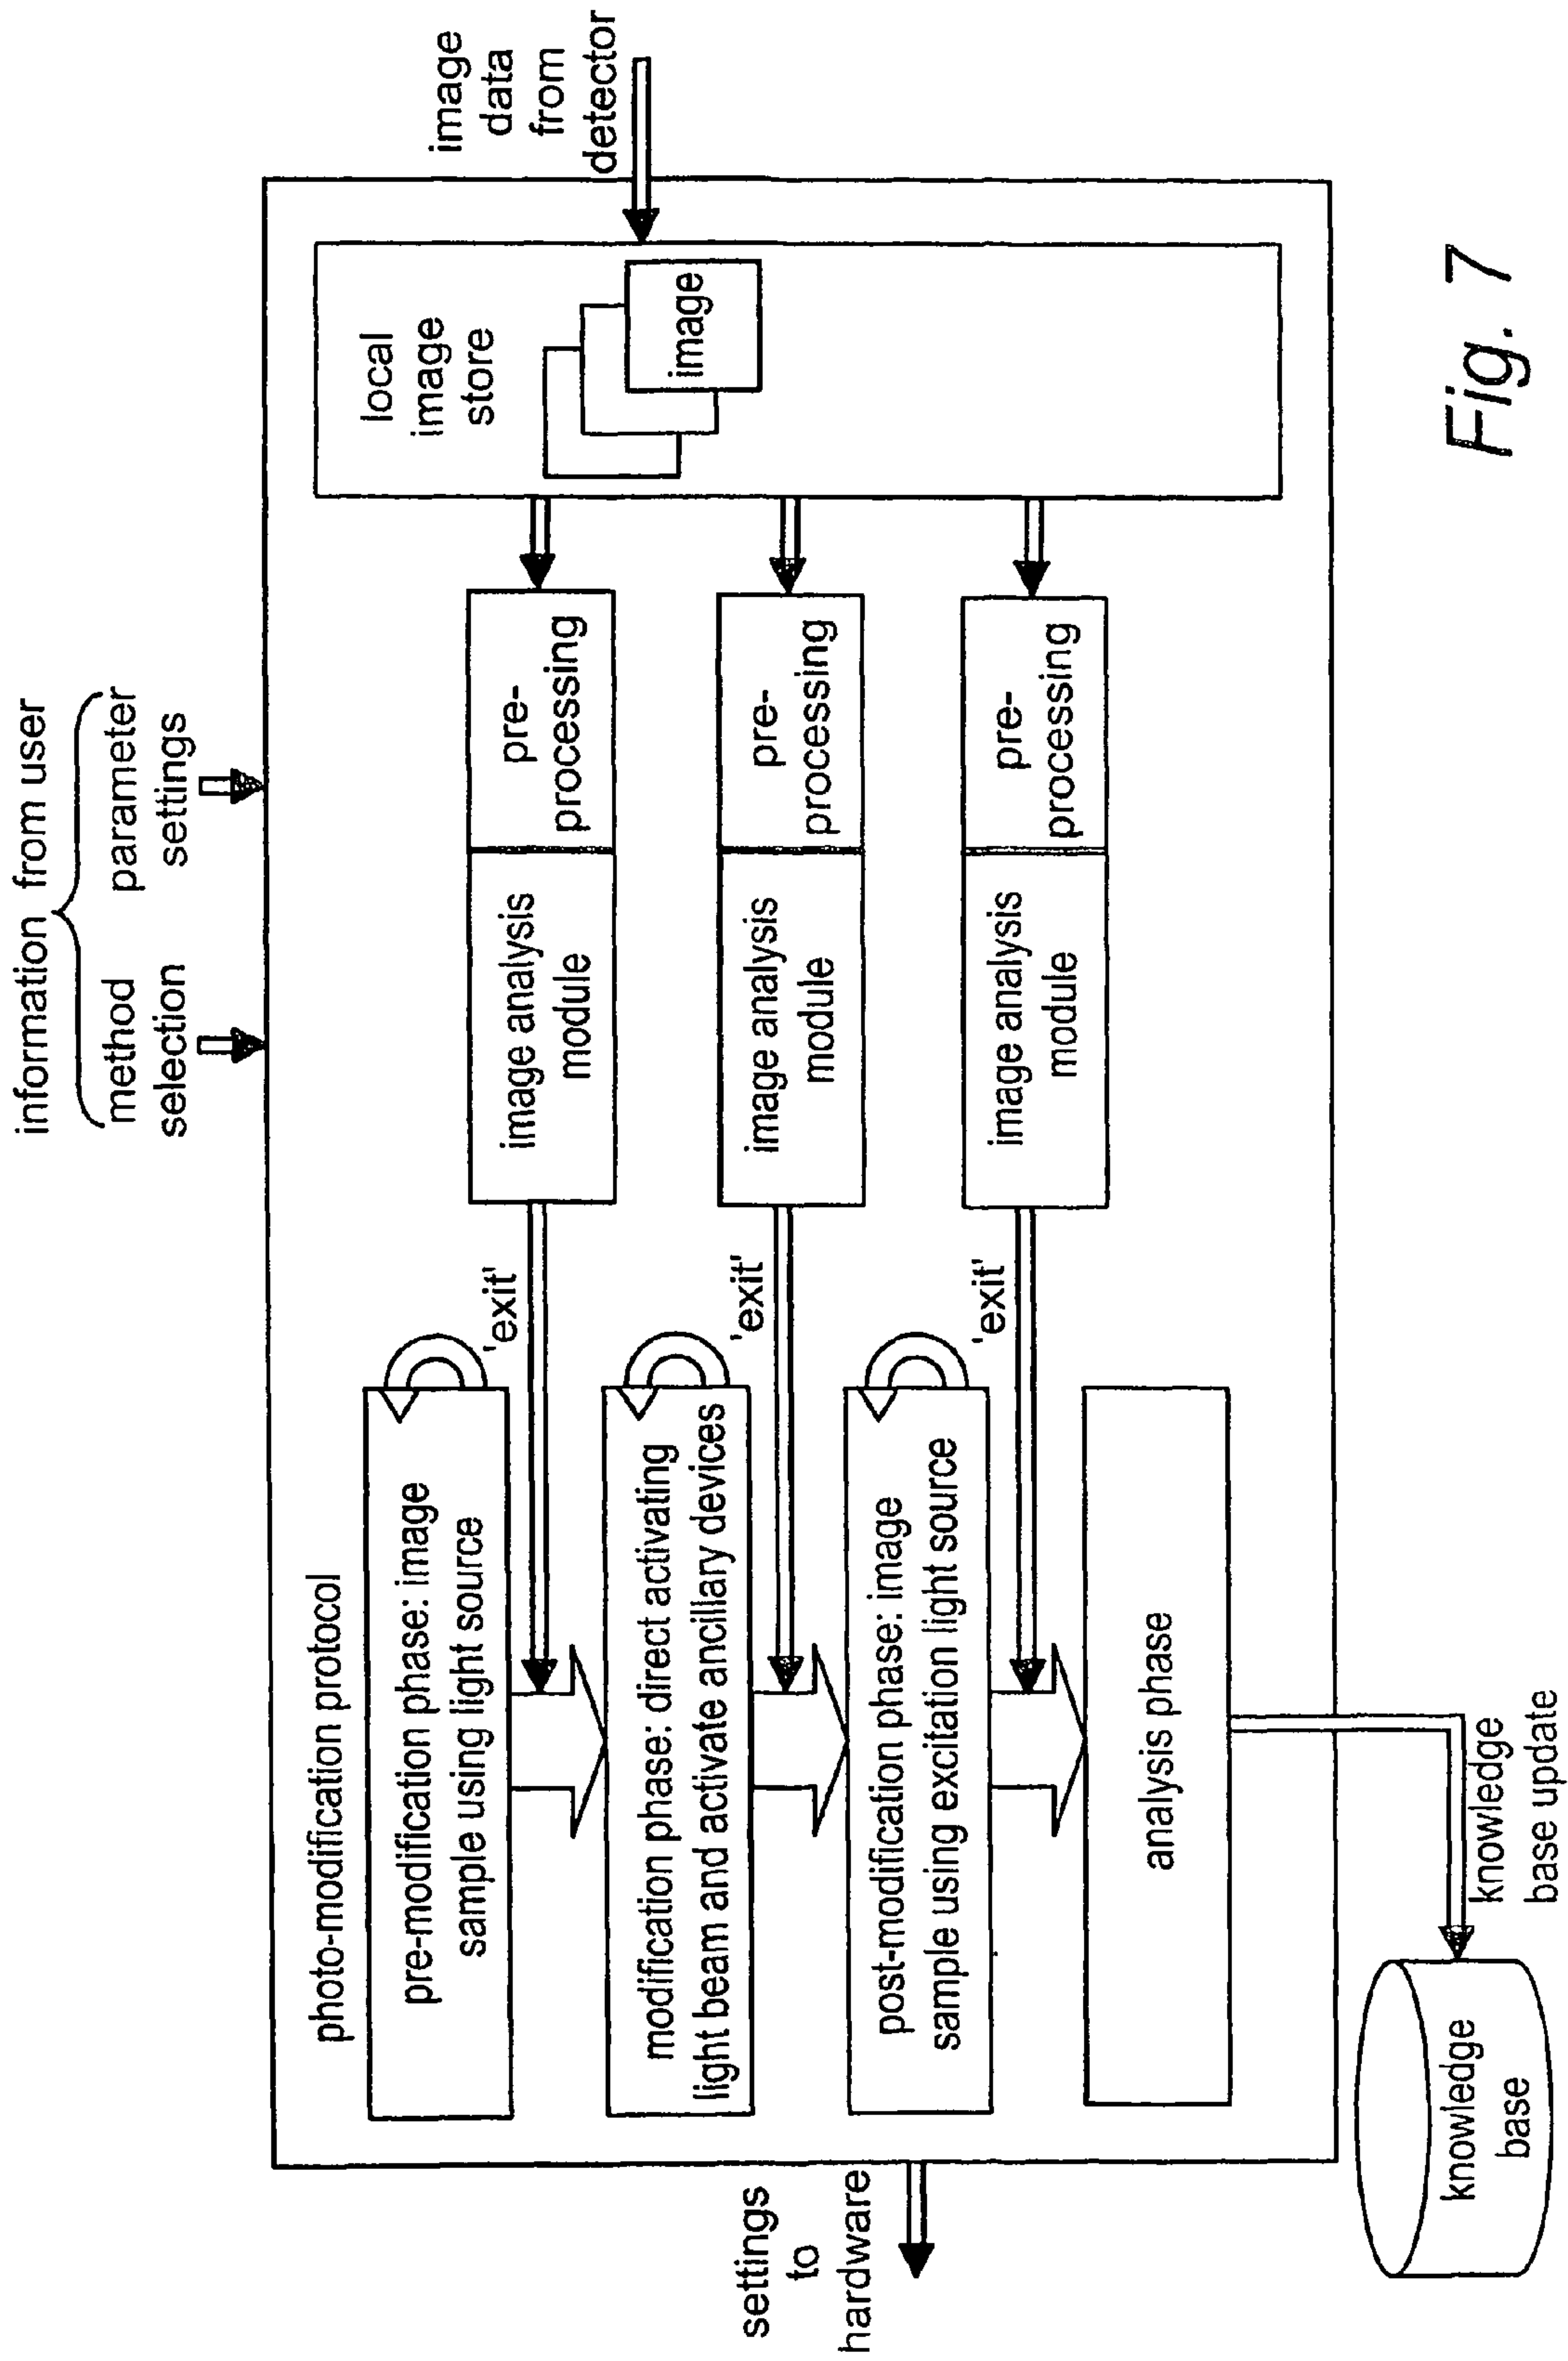 information from user
method
selection
parameter
settings
image
data
from
detector
local
image
store
image
photo-modification protocol
pre-modification phase: image
sample using light source
'exit'
image analysis
module
pre-
processing
modification phase: direct activating
light beam and activate ancillary devices
'exit'
image analysis
module
pre-
processing
post-modification phase: image
sample using excitation light source
'exit'
image analysis
module
pre-
processing
analysis phase
settings
to
hardware
knowledge
base update
knowledge
base
Fig. 7